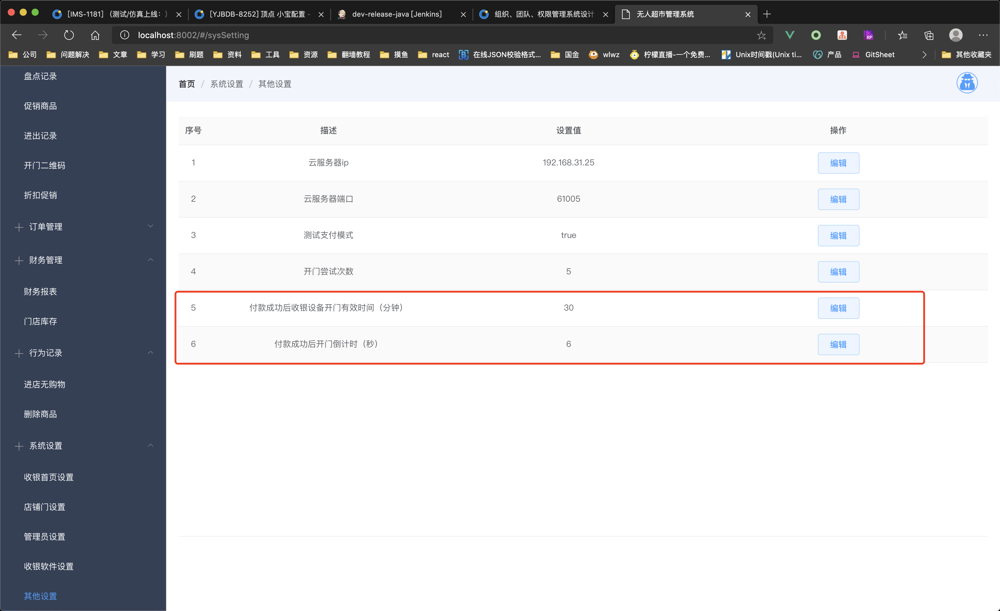 [IMS-1181] （测试/仿真上线：）
[YJBDB-8252] 顶点 小宝配置 -
dev-release-java [Jenkins]
组织、团队、权限管理系统设计
无人超市管理系统
localhost:8002/#/sysSetting
公司 问题解决 文章 学习 刷题 资料 工具 资源 翻墙教程 摸鱼 react 在线JSON校验格式... 国金 wlwz 柠檬直播-一个免费... Unix时间戳(Unix ti... 产品 GitSheet 其他收藏夹
盘点记录
促销商品
进出记录
开门二维码
折扣促销
订单管理
财务管理
财务报表
门店库存
行为记录
进店无购物
删除商品
系统设置
收银首页设置
店铺门设置
管理员设置
收银软件设置
其他设置
首页 / 系统设置 / 其他设置
序号 描述 设置值 操作
1 云服务器ip 192.168.31.25 编辑
2 云服务器端口 61005 编辑
3 测试支付模式 true 编辑
4 开门尝试次数 5 编辑
5 付款成功后收银设备开门有效时间（分钟） 30 编辑
6 付款成功后开门倒计时（秒） 6 编辑